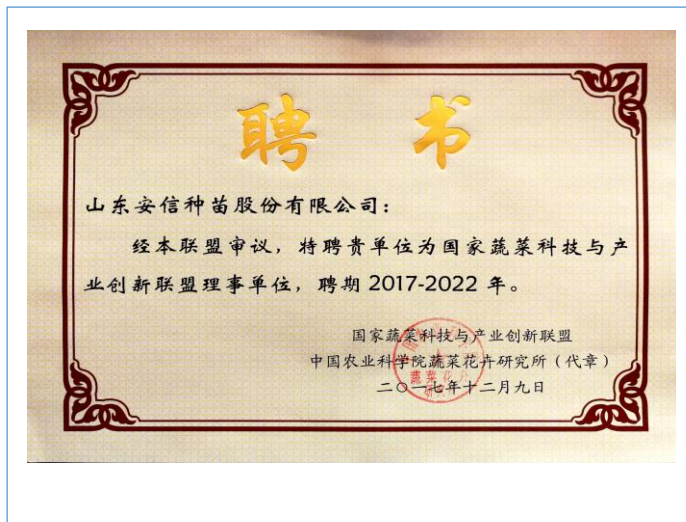 聘书
山东安信种苗股份有限公司：
经本联盟审议，特聘贵单位为国家蔬菜科技与产
业创新联盟理事单位，聘期 2017-2022 年。
国家蔬菜科技与产业创新联盟
中国农业科学院蔬菜花卉研究所（代章）
二〇一七年十二月九日